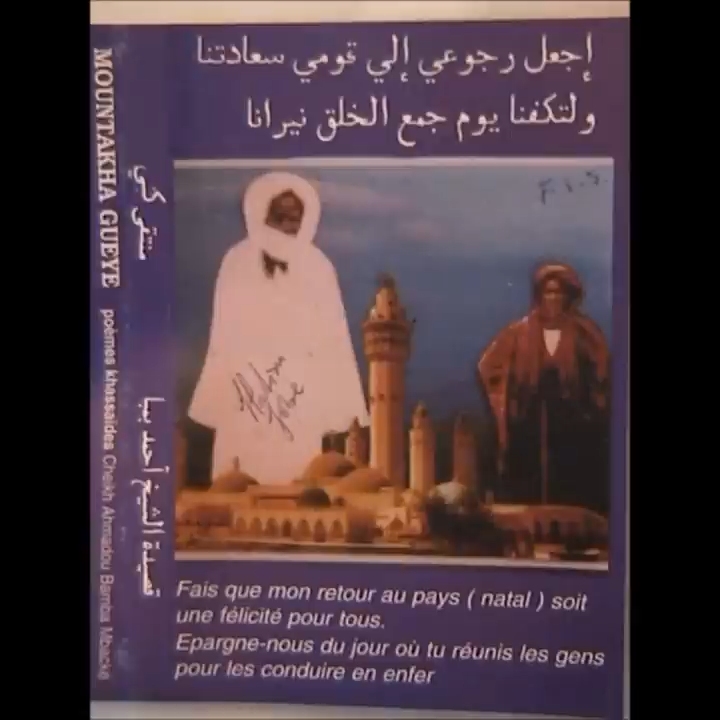 إجعل رجوعي إلي قومي سعادتنا
ولتكفنا يوم جمع الخلق نيرانا
F.I.S.
Fais que mon retour au pays ( natal ) soit
une félicité pour tous.
Epargne-nous du jour où tu réunis les gens
pour les conduire en enfer
MOUNTAKHA GUEYE
poèmes khassaides Cheikh Ahmadou Bamba Mbacke
منتقى كي
قصيدة الشيخ أحمد بمبا